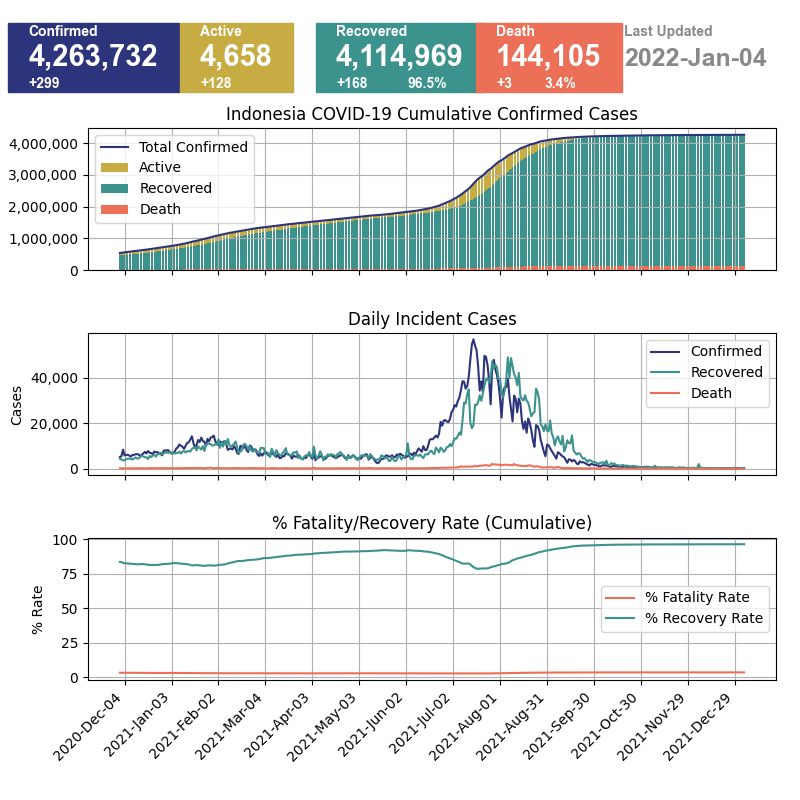 Confirmed
4,263,732
+299
Active
4,658
+128
Recovered
4,114,969
+168 96.5%
Death
144,105
+3 3.4%
Last Updated
2022-Jan-04
Indonesia COVID-19 Cumulative Confirmed Cases
4,000,000
3,000,000
2,000,000
1,000,000
0
Total Confirmed
Active
Recovered
Death
Daily Incident Cases
Cases
40,000
20,000
0
Confirmed
Recovered
Death
% Fatality/Recovery Rate (Cumulative)
% Rate
100
75
50
25
0
% Fatality Rate
% Recovery Rate
2020-Dec-04
2021-Jan-03
2021-Feb-02
2021-Mar-04
2021-Apr-03
2021-May-03
2021-Jun-02
2021-Jul-02
2021-Aug-01
2021-Aug-31
2021-Sep-30
2021-Oct-30
2021-Nov-29
2021-Dec-29